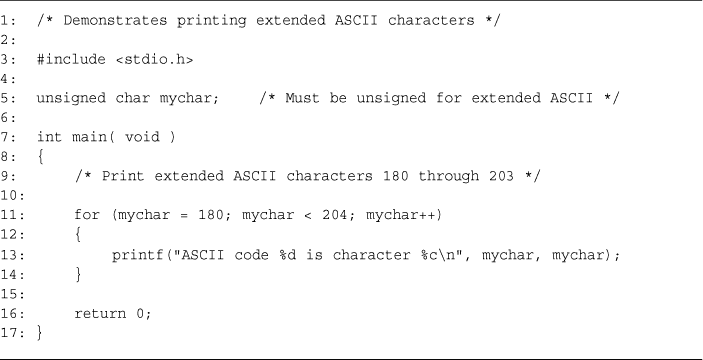 1:  /* Demonstrates printing extended ASCII characters */
2:
3:  #include <stdio.h>
4:
5:  unsigned char mychar;    /* Must be unsigned for extended ASCII */
6:
7:  int main( void )
8:  {
9:      /* Print extended ASCII characters 180 through 203 */
10:
11:     for (mychar = 180; mychar < 204; mychar++)
12:     {
13:         printf("ASCII code %d is character %c\n", mychar, mychar);
14:     }
15:
16:     return 0;
17: }